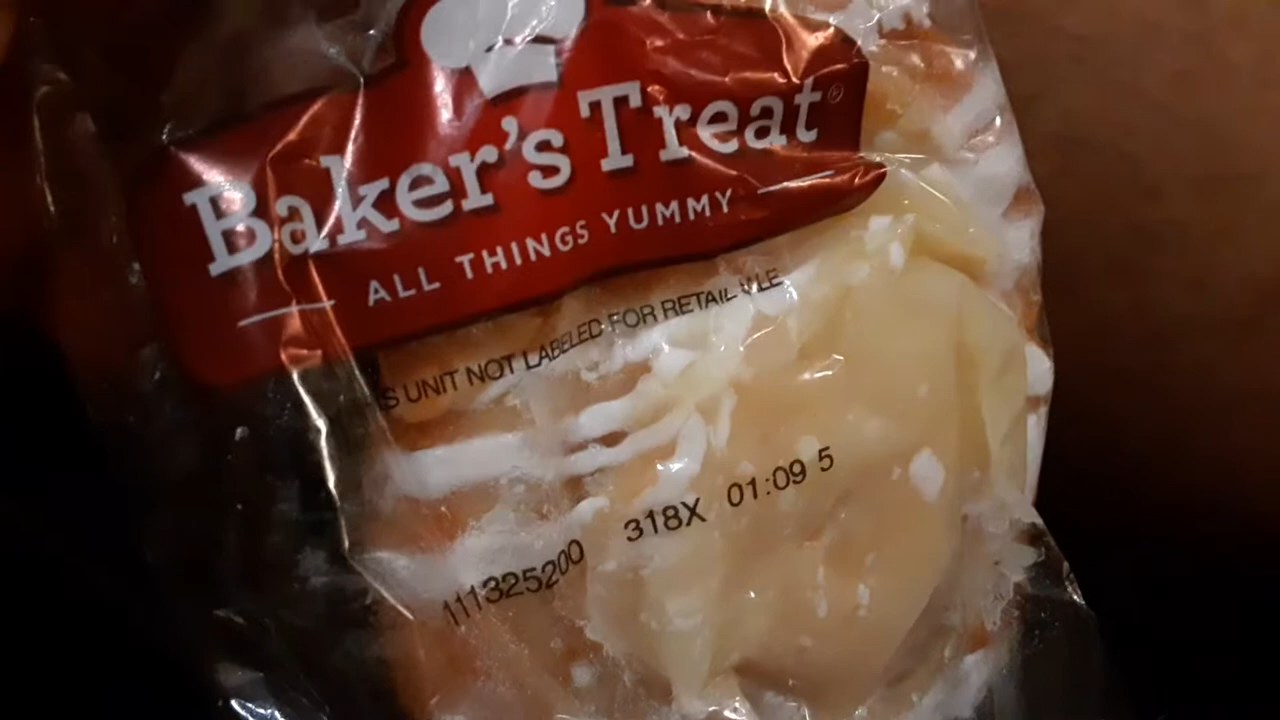 Baker's Treat®
ALL THINGS YUMMY
UNIT NOT LABELED FOR RETAIL
111325200 318X 01:09 5